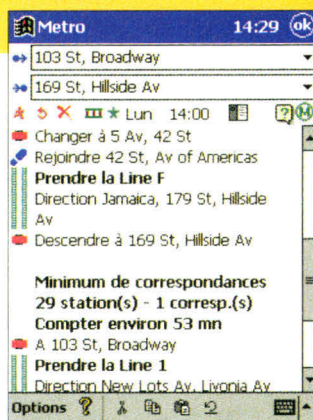 Metro 14:29 ok
103 St, Broadway
169 St, Hillside Av
Lun 14:00 ? M
Changer à 5 Av, 42 St
Rejoindre 42 St, Av of Americas
Prendre la Line F
Direction Jamaica, 179 St, Hillside
Av
Descendre à 169 St, Hillside Av
Minimum de correspondances
29 station(s) - 1 corresp.(s)
Compter environ 53 mn
A 103 St, Broadway
Prendre la Line 1
Direction New Lots Av, Livonia Av
Options ?